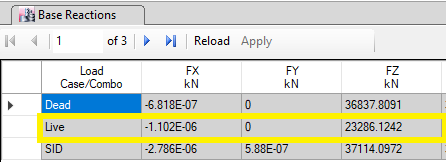 Base Reactions
1 of 3 Reload Apply
Load Case/Combo FX kN FY kN FZ kN
Dead -6.818E-07 0 36837.8091
Live -1.102E-06 0 23286.1242
SID -2.786E-06 5.88E-07 37114.0972